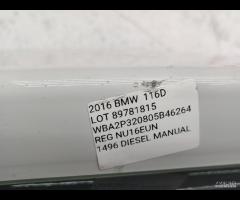 2016 BMW 116D
LOT 89781815
WBA2P320805B46264
REG NU16EUN
1496 DIESEL MANUAL